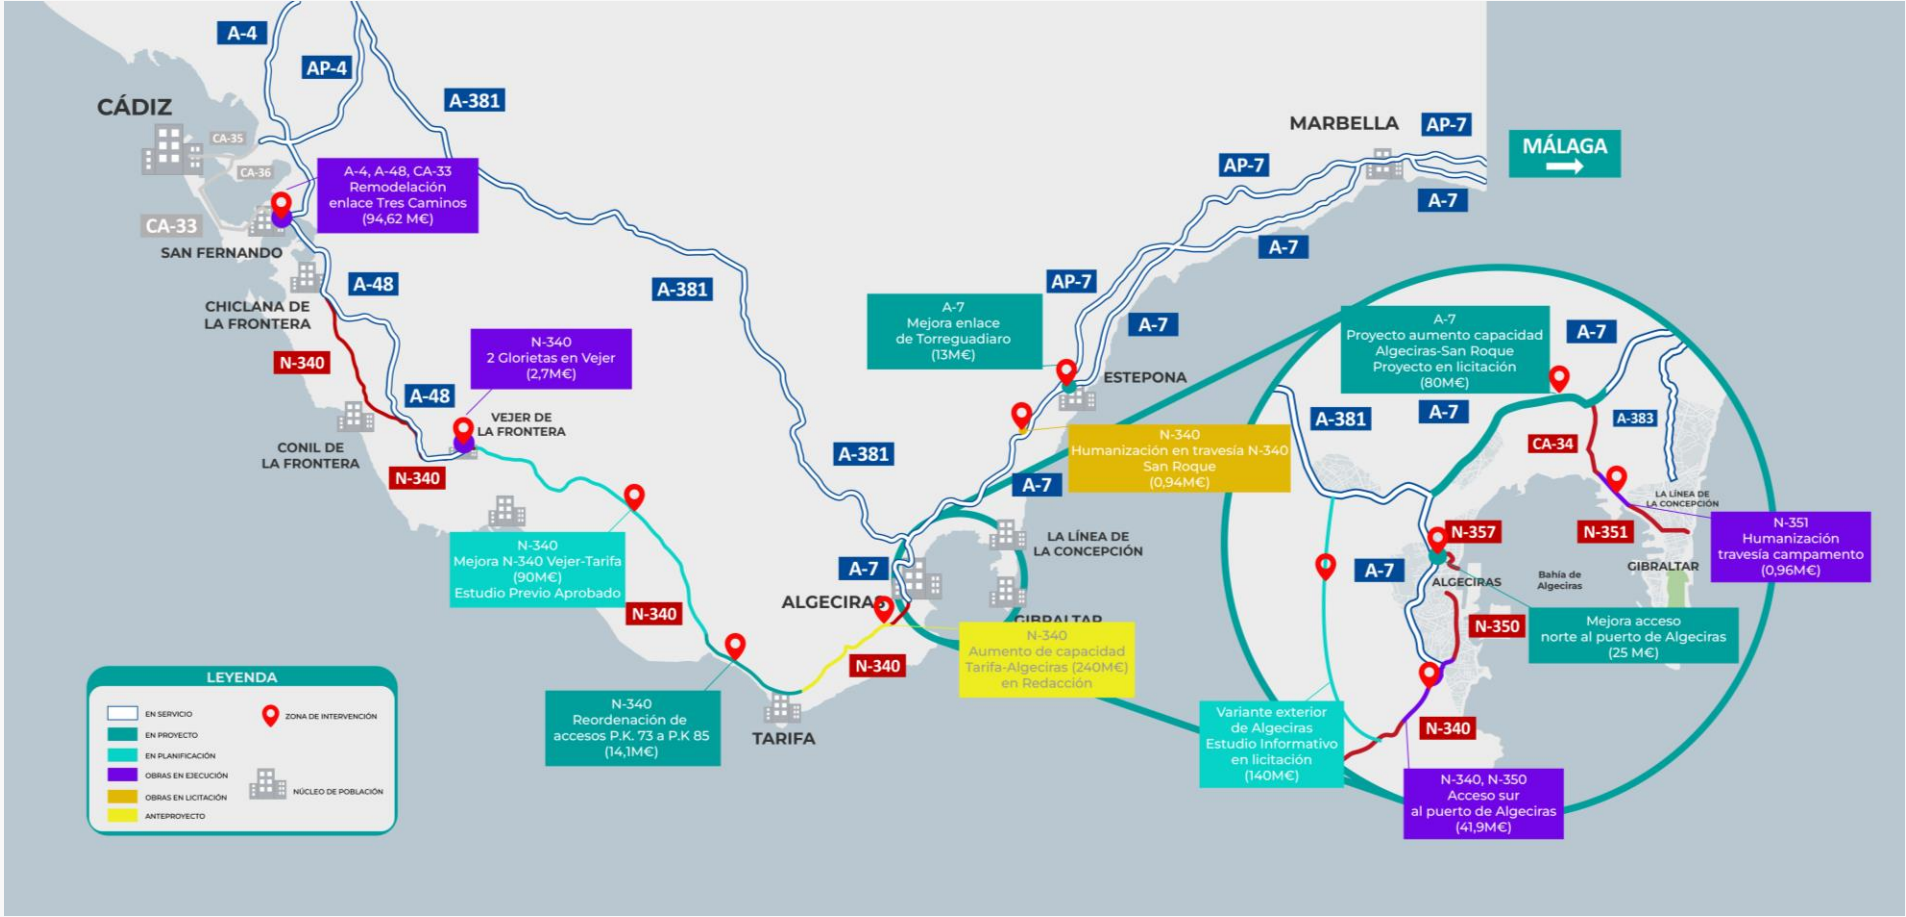 A-4
AP-4
A-381
CÁDIZ
CA-35
CA-36
CA-33
A-4, A-48, CA-33
Remodelación
enlace Tres Caminos
(94,62 M€)
SAN FERNANDO
A-48
CHICLANA DE
LA FRONTERA
N-340
N-340
2 Glorietas en Vejer
(2,7M€)
A-48
VEJER DE
LA FRONTERA
CONIL DE
LA FRONTERA
N-340
A-381
A-381
MARBELLA
AP-7
MÁLAGA
AP-7
A-7
A-7
AP-7
A-7
A-7
Mejora enlace
de Torreguadiaro
(13M€)
ESTEPONA
N-340
Humanización en travesía N-340
San Roque
(0,94M€)
A-7
LA LÍNEA DE
LA CONCEPCIÓN
A-7
ALGECIRAS
GIBRALTAR
N-340
Mejora N-340 Vejer-Tarifa
(90M€)
Estudio Previo Aprobado
N-340
N-340
N-340
Aumento de capacidad
Tarifa-Algeciras (240M€)
en Redacción
N-340
Reordenación de
accesos P.K. 73 a P.K 85
(14,1M€)
TARIFA
A-7
Proyecto aumento capacidad
Algeciras-San Roque
Proyecto en licitación
(80M€)
A-7
A-381
A-7
A-383
CA-34
LA LÍNEA DE
LA CONCEPCIÓN
N-357
N-351
N-351
Humanización
travesía campamento
(0,96M€)
A-7
ALGECIRAS
Bahía de
Algeciras
GIBRALTAR
N-350
Mejora acceso
norte al puerto de Algeciras
(25 M€)
Variante exterior
de Algeciras
Estudio Informativo
en licitación
(140M€)
N-340
N-340, N-350
Acceso sur
al puerto de Algeciras
(41,9M€)
LEYENDA
EN SERVICIO
EN PROYECTO
EN PLANIFICACIÓN
OBRAS EN EJECUCIÓN
OBRAS EN LICITACIÓN
ANTEPROYECTO
ZONA DE INTERVENCIÓN
NÚCLEO DE POBLACIÓN